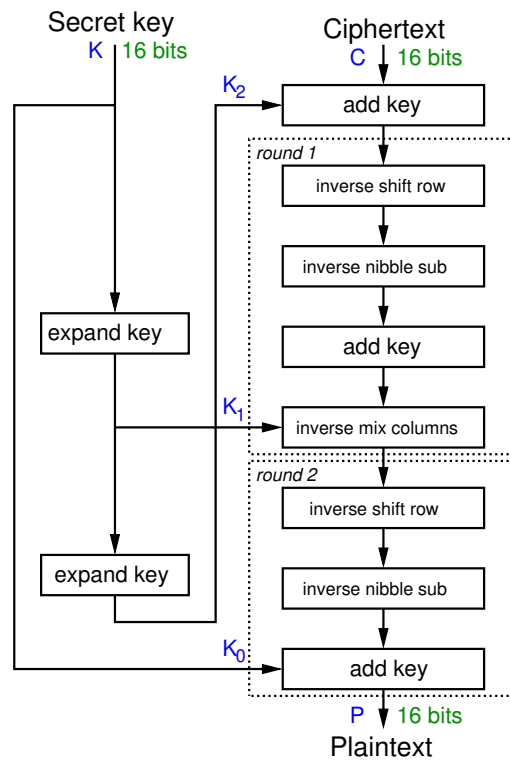 Secret key
K 16 bits
Ciphertext
C 16 bits
K2
add key
round 1
inverse shift row
inverse nibble sub
expand key
add key
K1
inverse mix columns
round 2
inverse shift row
expand key
inverse nibble sub
K0
add key
P 16 bits
Plaintext